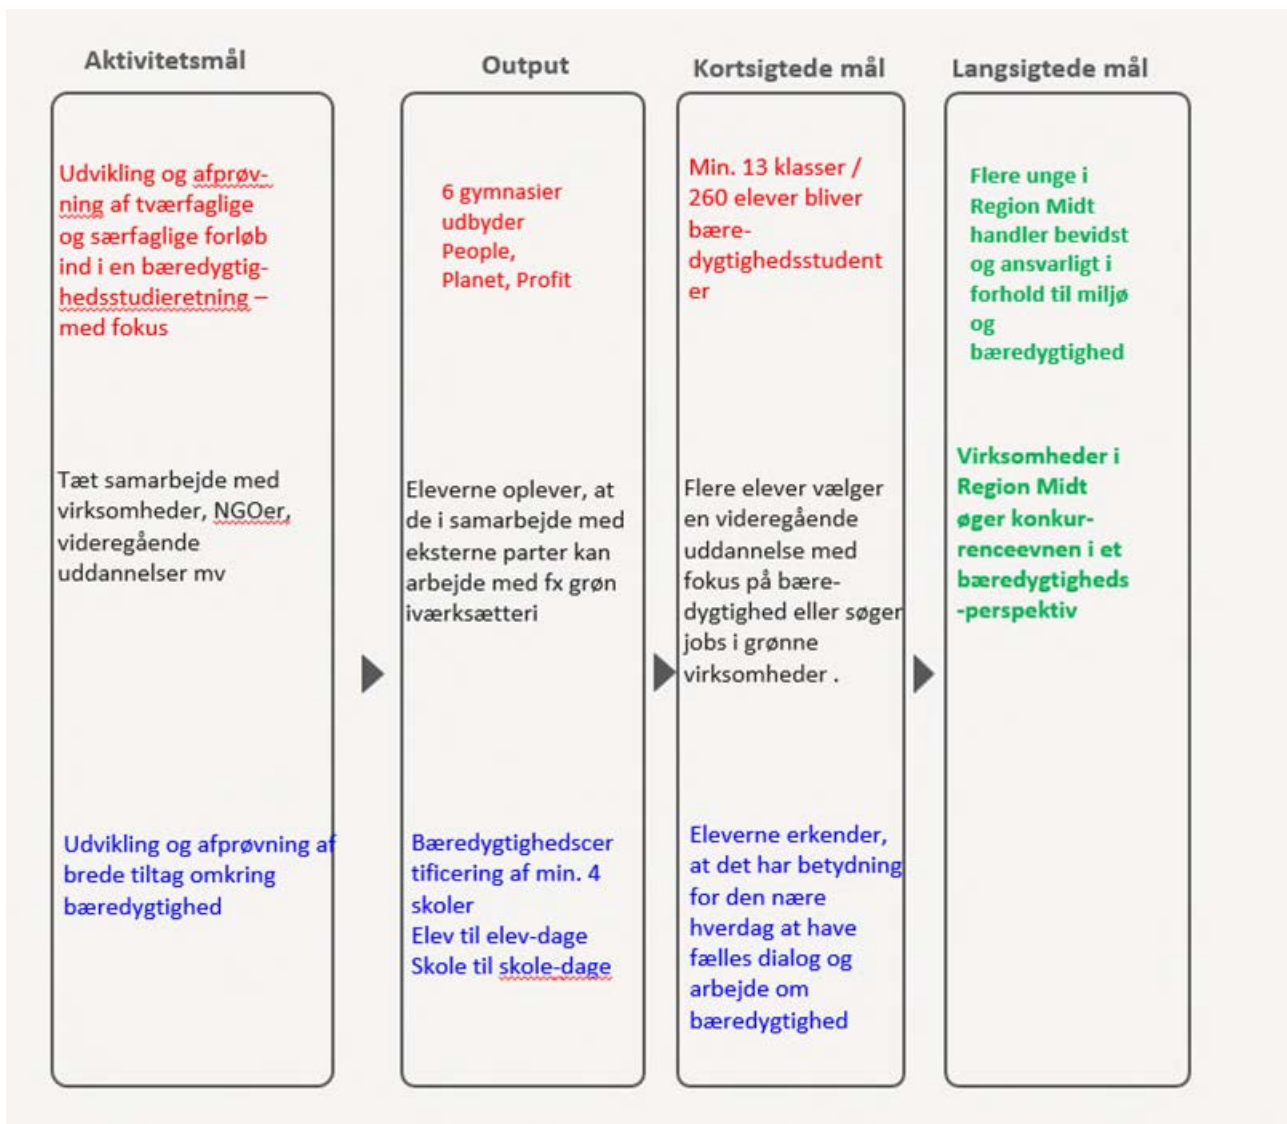 Aktivitetsmål
Udvikling og afprøv-
ning af tværfaglige
og særfaglige forløb
ind i en bæredygtig-
hedsstudieretning –
med fokus
Tæt samarbejde med
virksomheder, NGOer,
videregående
uddannelser mv
Udvikling og afprøvning af
brede tiltag omkring
bæredygtighed
Output
6 gymnasier
udbyder
People,
Planet, Profit
Eleverne oplever, at
de i samarbejde med
eksterne parter kan
arbejde med fx grøn
iværksætteri
Bæredygtighedscer
tificering af min. 4
skoler
Elev til elev-dage
Skole til skole-dage
Kortsigtede mål
Min. 13 klasser /
260 elever bliver
bære-
dygtighedsstudent
er
Flere elever vælger
en videregående
uddannelse med
fokus på bære-
dygtighed eller søger
jobs i grønne
virksomheder .
Eleverne erkender,
at det har betydning
for den nære
hverdag at have
fælles dialog og
arbejde om
bæredygtighed
Langsigtede mål
Flere unge i
Region Midt
handler bevidst
og ansvarligt i
forhold til miljø
og
bæredygtighed
Virksomheder i
Region Midt
øger konkur-
renceevnen i et
bæredygtigheds
-perspektiv